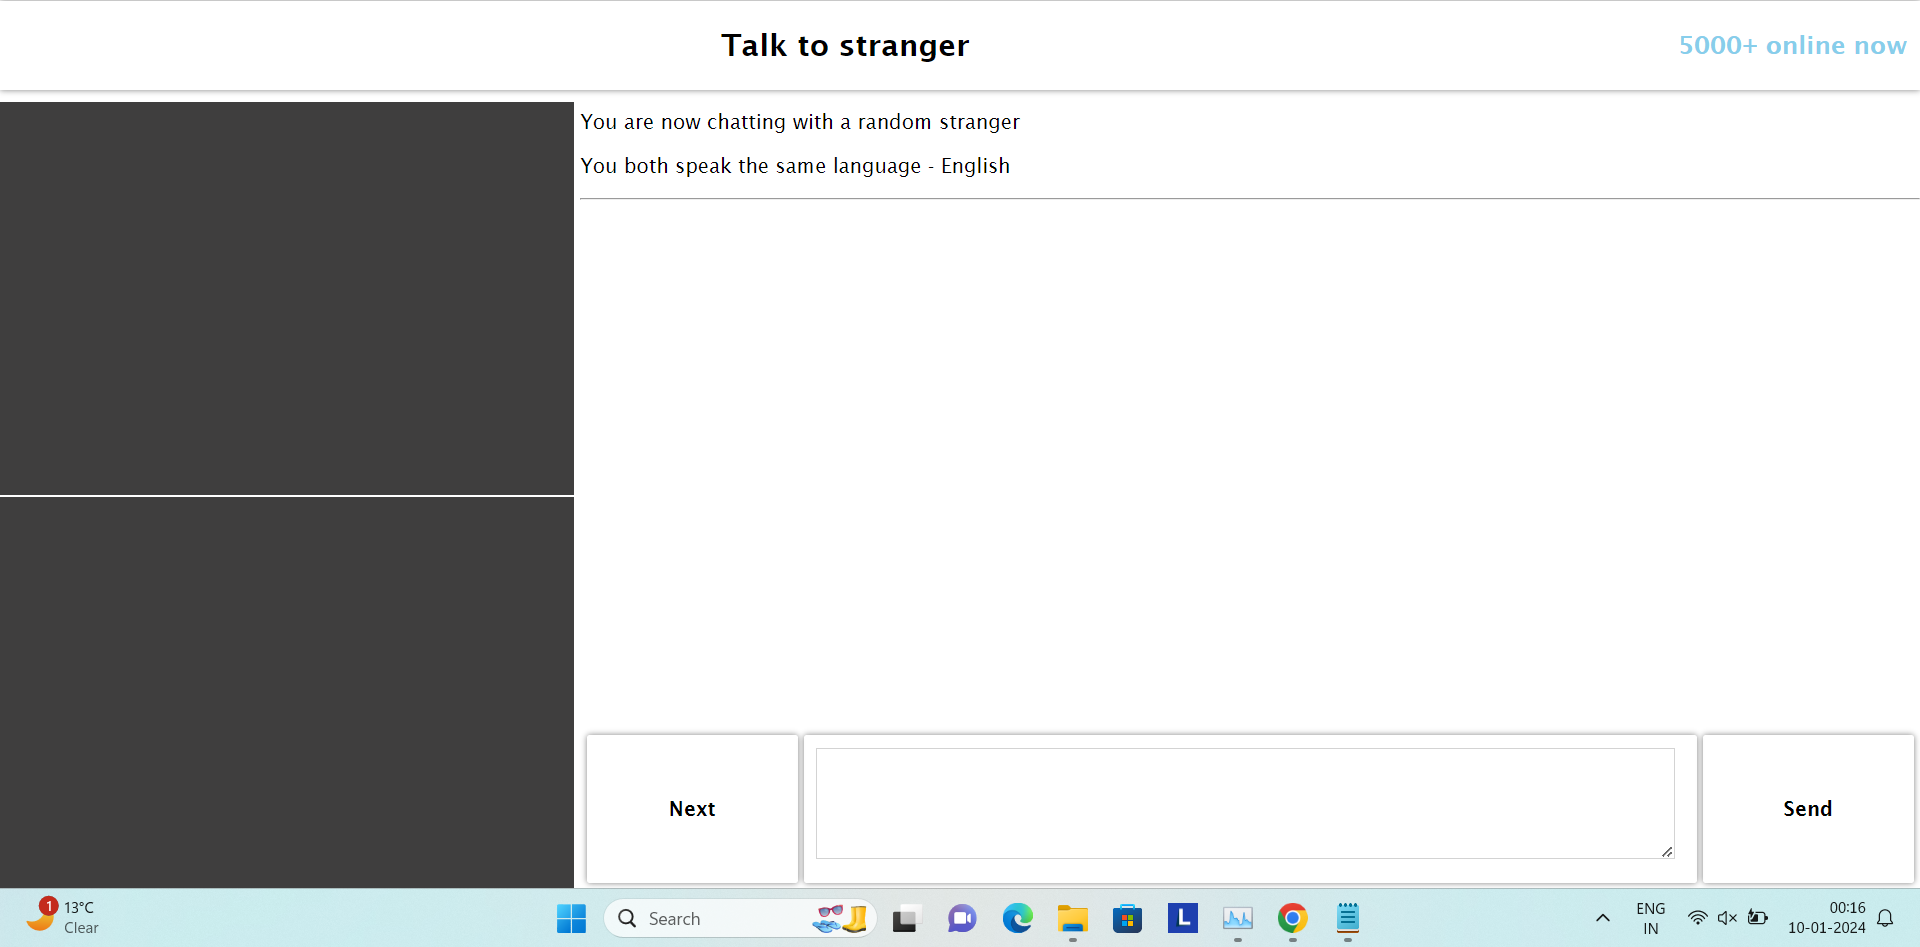 Talk to stranger
5000+ online now
You are now chatting with a random stranger
You both speak the same language - English
Next
Send
1
13°C
Clear
Search
L
ENG
IN
00:16
10-01-2024